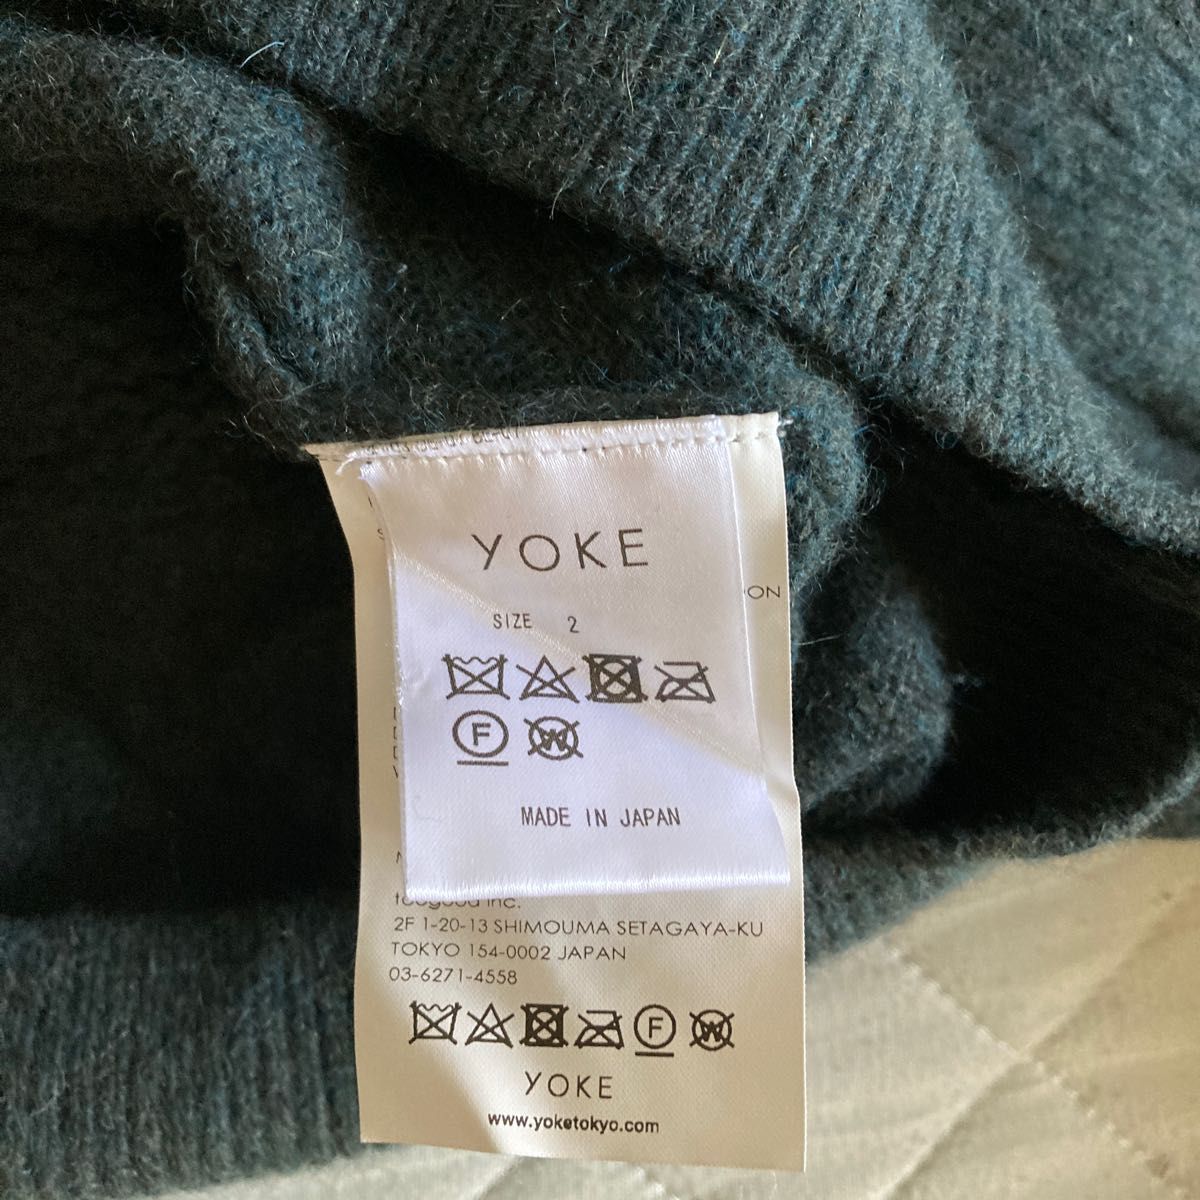 YOKE
SIZE 2
MADE IN JAPAN
ON
inc.
2F 1-20-13 SHIMOUMA SETAGAYA-KU
TOKYO 154-0002 JAPAN
03-6271-4558
F
W
YOKE
www.yoketokyo.com